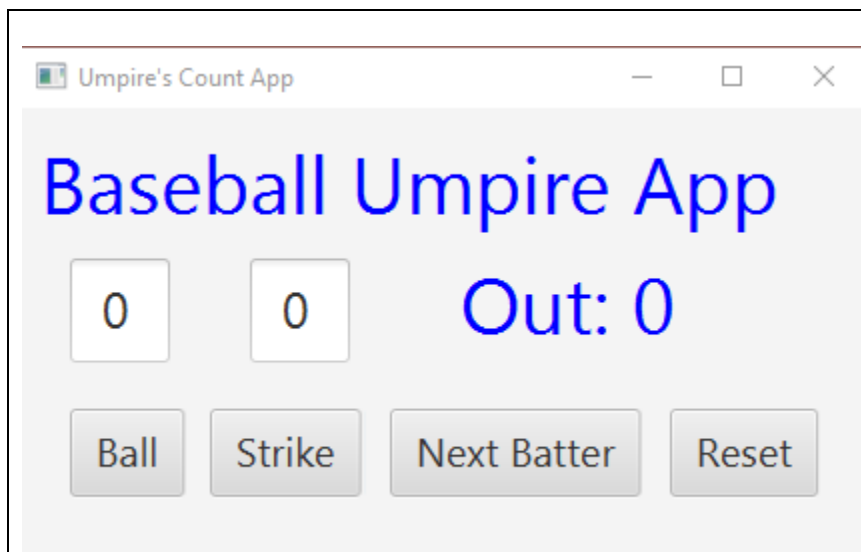 Umpire's Count App
Baseball Umpire App
0 0 Out: 0
Ball Strike Next Batter Reset